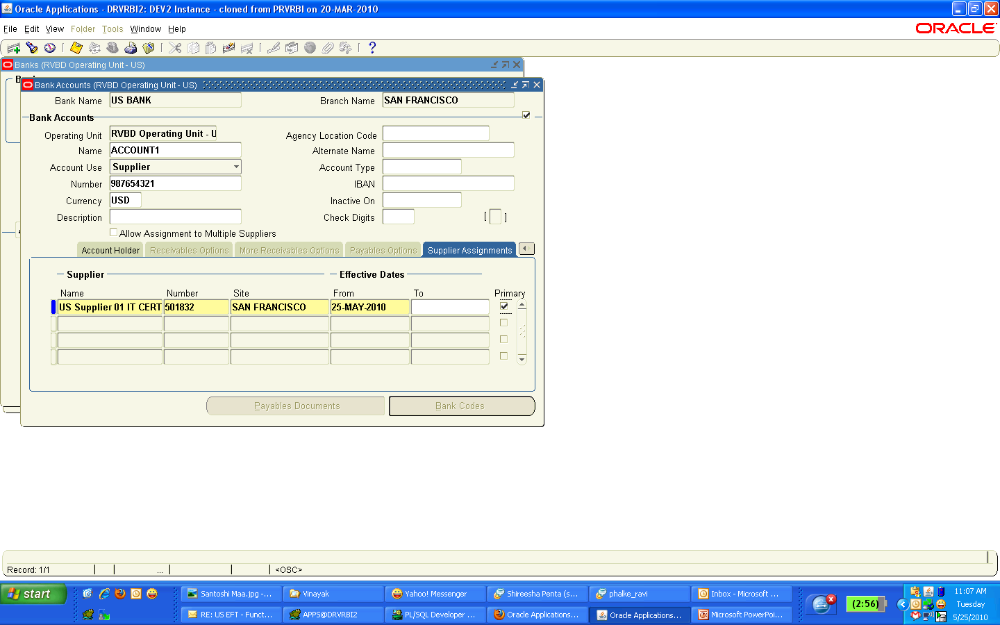 Oracle Applications - DRVRBI2: DEV2 Instance - cloned from PRVRBI on 20-MAR-2010
File Edit View Folder Tools Window Help
ORACLE
Banks (RVBD Operating Unit - US)
Bank Accounts (RVBD Operating Unit - US)
Bank Name US BANK Branch Name SAN FRANCISCO
Bank Accounts
Operating Unit RVBD Operating Unit - U Agency Location Code
Name ACCOUNT1 Alternate Name
Account Use Supplier Account Type
Number 987654321 IBAN
Currency USD Inactive On
Description Check Digits [ ]
Allow Assignment to Multiple Suppliers
Account Holder Receivables Options More Receivables Options Payables Options Supplier Assignments
Supplier Effective Dates
Name Number Site From To Primary
US Supplier 01 IT CERT 501832 SAN FRANCISCO 25-MAY-2010
Payables Documents Bank Codes
Record: 1/1 ... <OSC>
start Santoshi Maa.jpg -... Vinayak Yahoo! Messenger Shireesha Penta (s... phalke_ravi Inbox - Microsoft ... 11:07 AM
(2:56) Tuesday
RE: US EFT - Funct... APPS@DRVRBI2 PL/SQL Developer ... Oracle Applications... Oracle Applications... Microsoft PowerPoi... 5/25/2010